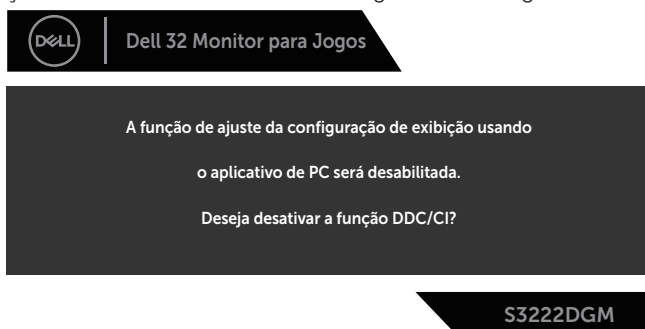 DELL
Dell 32 Monitor para Jogos
A função de ajuste da configuração de exibição usando
o aplicativo de PC será desabilitada.
Deseja desativar a função DDC/CI?
S3222DGM